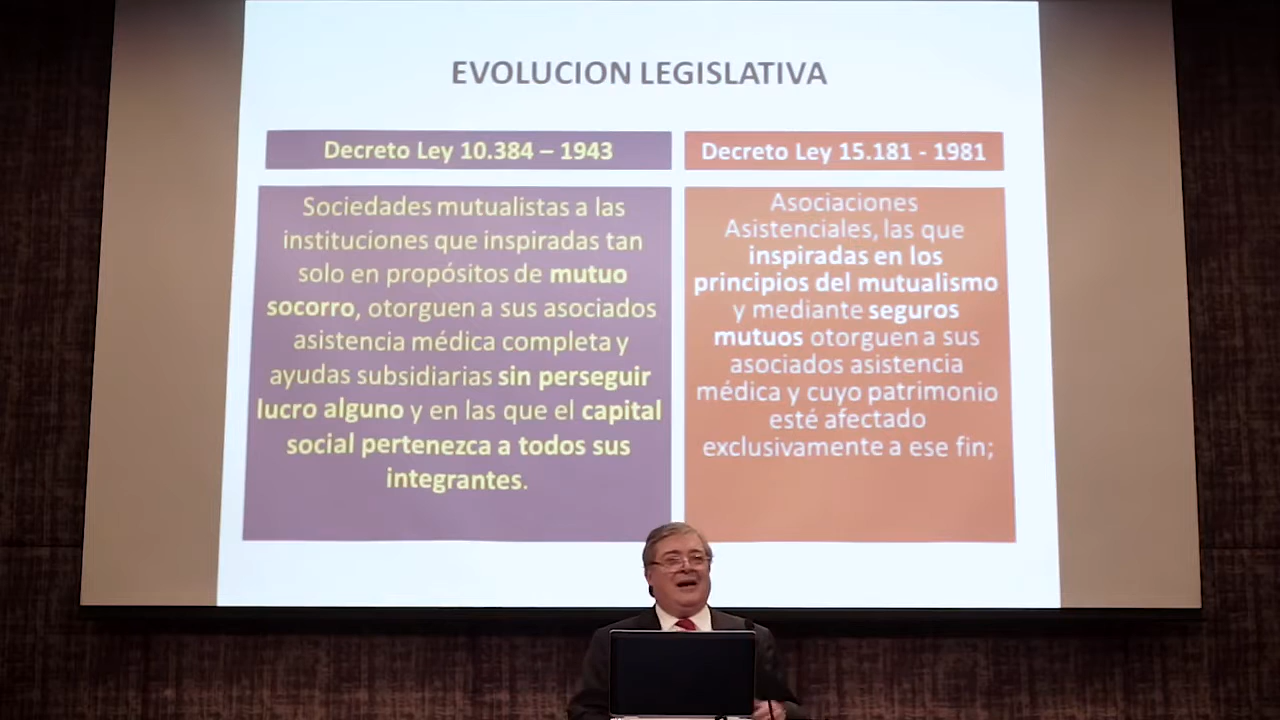 EVOLUCION LEGISLATIVA
Decreto Ley 10.384 – 1943
Sociedades mutualistas a las
instituciones que inspiradas tan
solo en propósitos de mutuo
socorro, otorguen a sus asociados
asistencia médica completa y
ayudas subsidiarias sin perseguir
lucro alguno y en las que el capital
social pertenezca a todos sus
integrantes.
Decreto Ley 15.181 - 1981
Asociaciones
Asistenciales, las que
inspiradas en los
principios del mutualismo
y mediante seguros
mutuos otorguen a sus
asociados asistencia
médica y cuyo patrimonio
esté afectado
exclusivamente a ese fin;